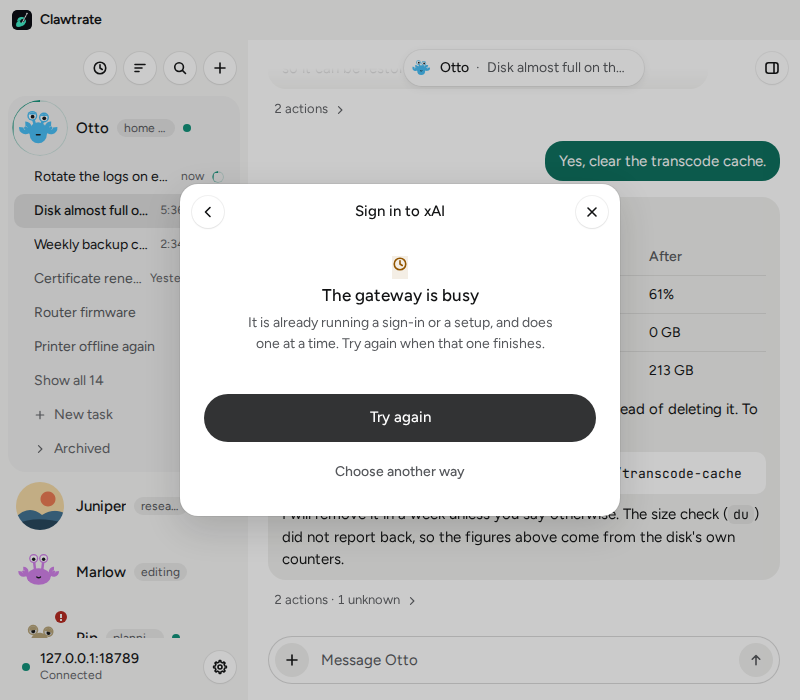 Clawtrate
Otto · Disk almost full on th...
2 actions
Otto home ...
Yes, clear the transcode cache.
Rotate the logs on e... now
Disk almost full o... 5:36
Weekly backup c... 2:34
Certificate rene... Yeste
Router firmware
Printer offline again
Show all 14
New task
Archived
Sign in to xAI
The gateway is busy
It is already running a sign-in or a setup, and does
one at a time. Try again when that one finishes.
Try again
Choose another way
After
61%
0 GB
213 GB
ead of deleting it. To
/transcode-cache
I will remove it in a week unless you say otherwise. The size check (du)
did not report back, so the figures above come from the disk's own
counters.
2 actions · 1 unknown
Juniper resea...
Marlow editing
Pip planni...
127.0.0.1:18789
Connected
Message Otto